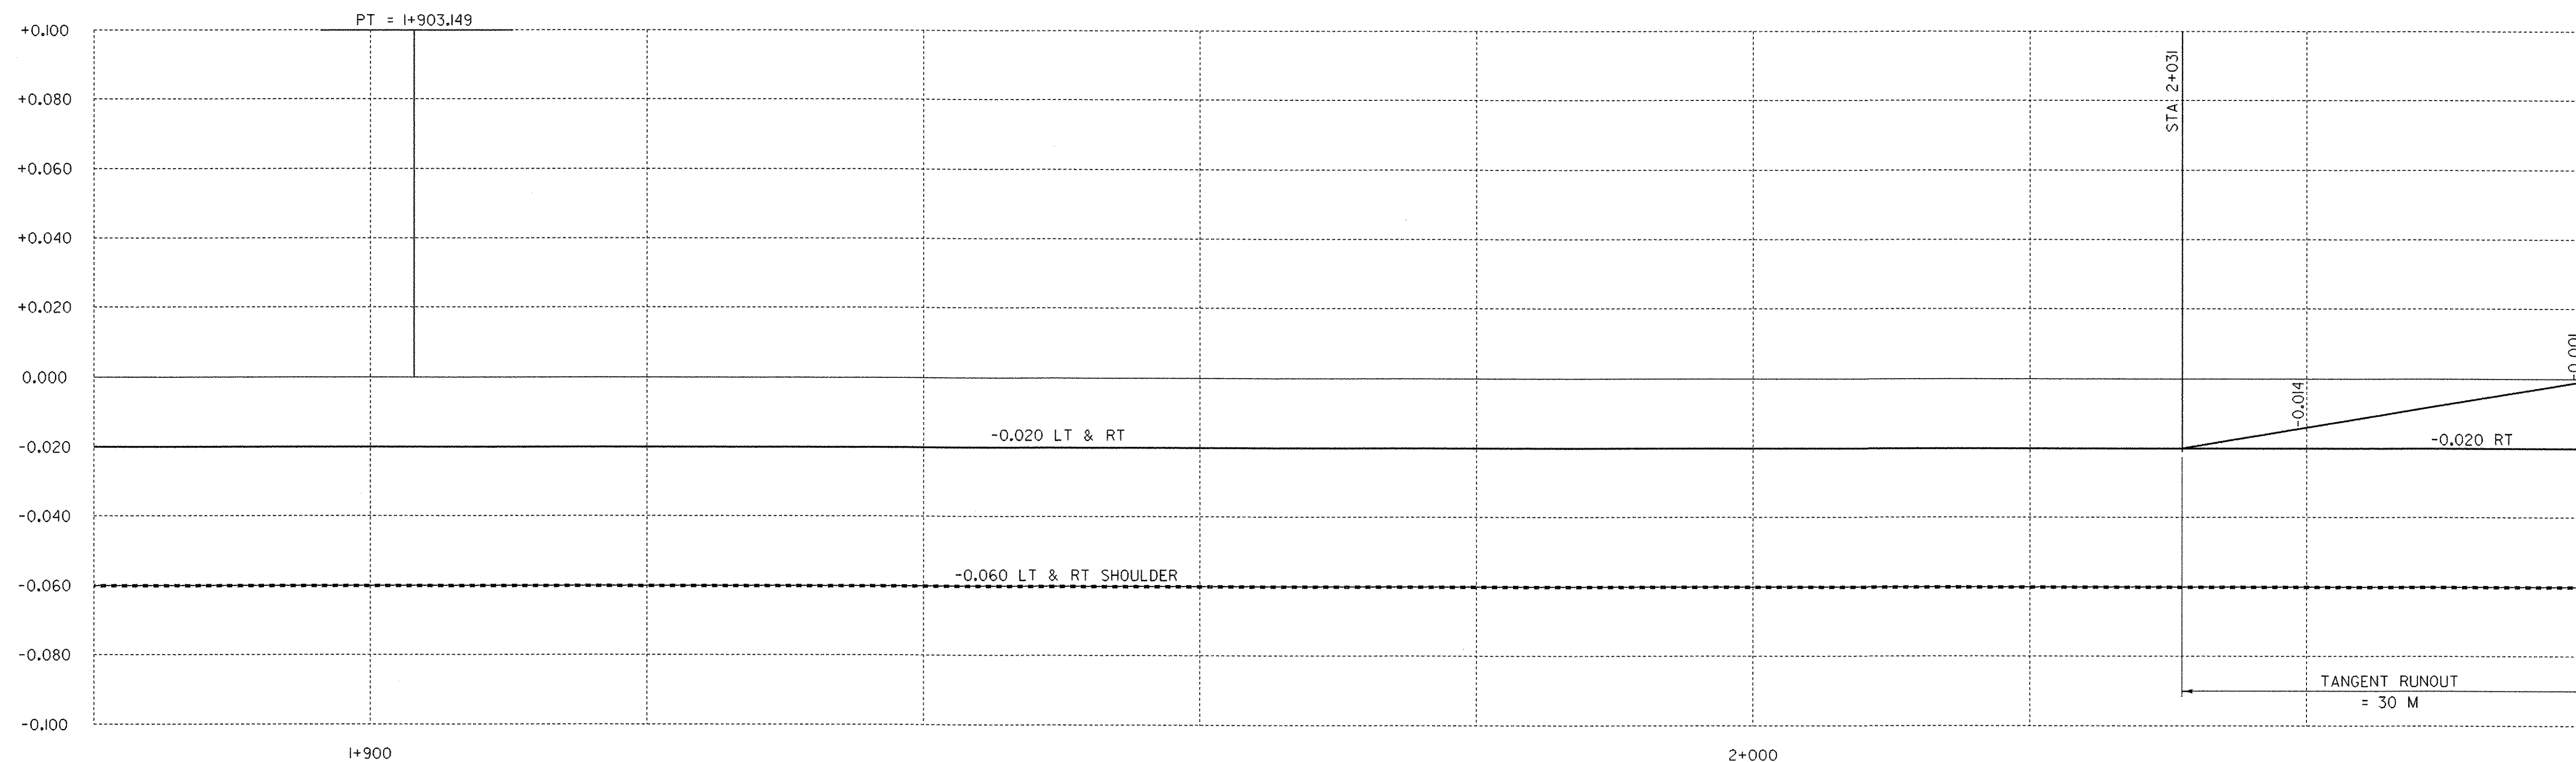 PT = 1+903.149
+0.100
+0.080
+0.060
+0.040
+0.020
0.000
-0.020
-0.040
-0.060
-0.080
-0.100
STA 2+031
-0.014
-0.001
-0.020 LT & RT
-0.020 RT
-0.060 LT & RT SHOULDER
TANGENT RUNOUT
= 30 M
1+900
2+000